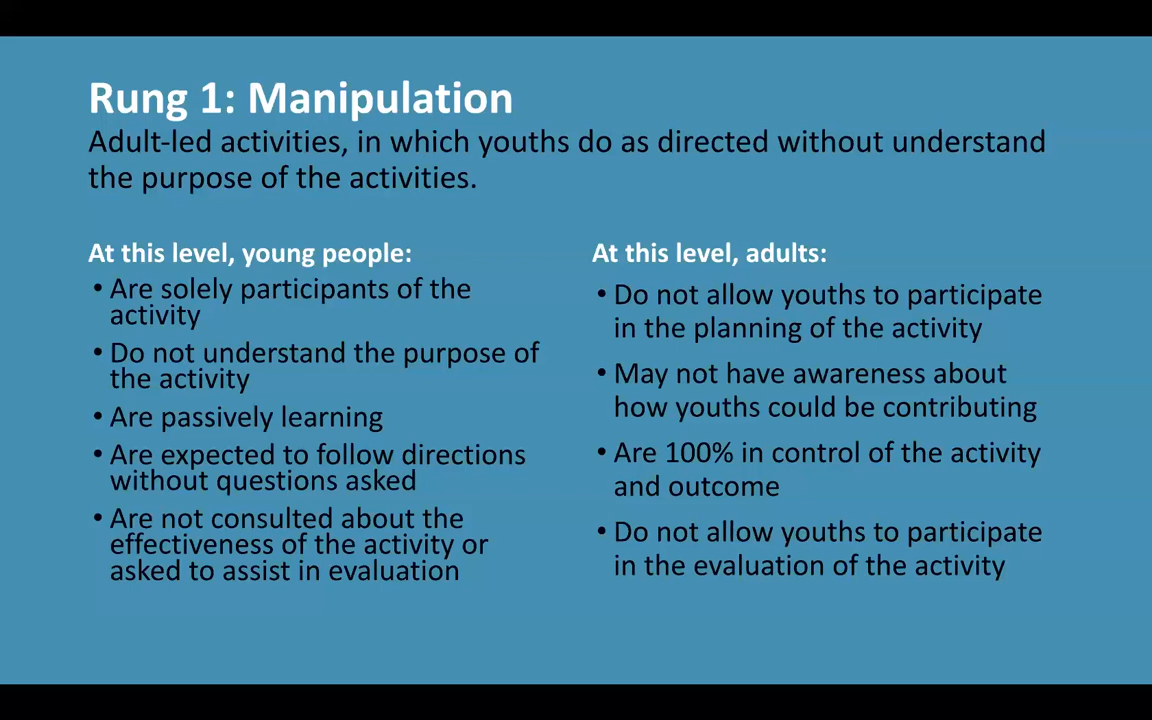 Rung 1: Manipulation
Adult-led activities, in which youths do as directed without understand
the purpose of the activities.
At this level, young people:
• Are solely participants of the
activity
• Do not understand the purpose of
the activity
• Are passively learning
• Are expected to follow directions
without questions asked
• Are not consulted about the
effectiveness of the activity or
asked to assist in evaluation
At this level, adults:
• Do not allow youths to participate
in the planning of the activity
• May not have awareness about
how youths could be contributing
• Are 100% in control of the activity
and outcome
• Do not allow youths to participate
in the evaluation of the activity